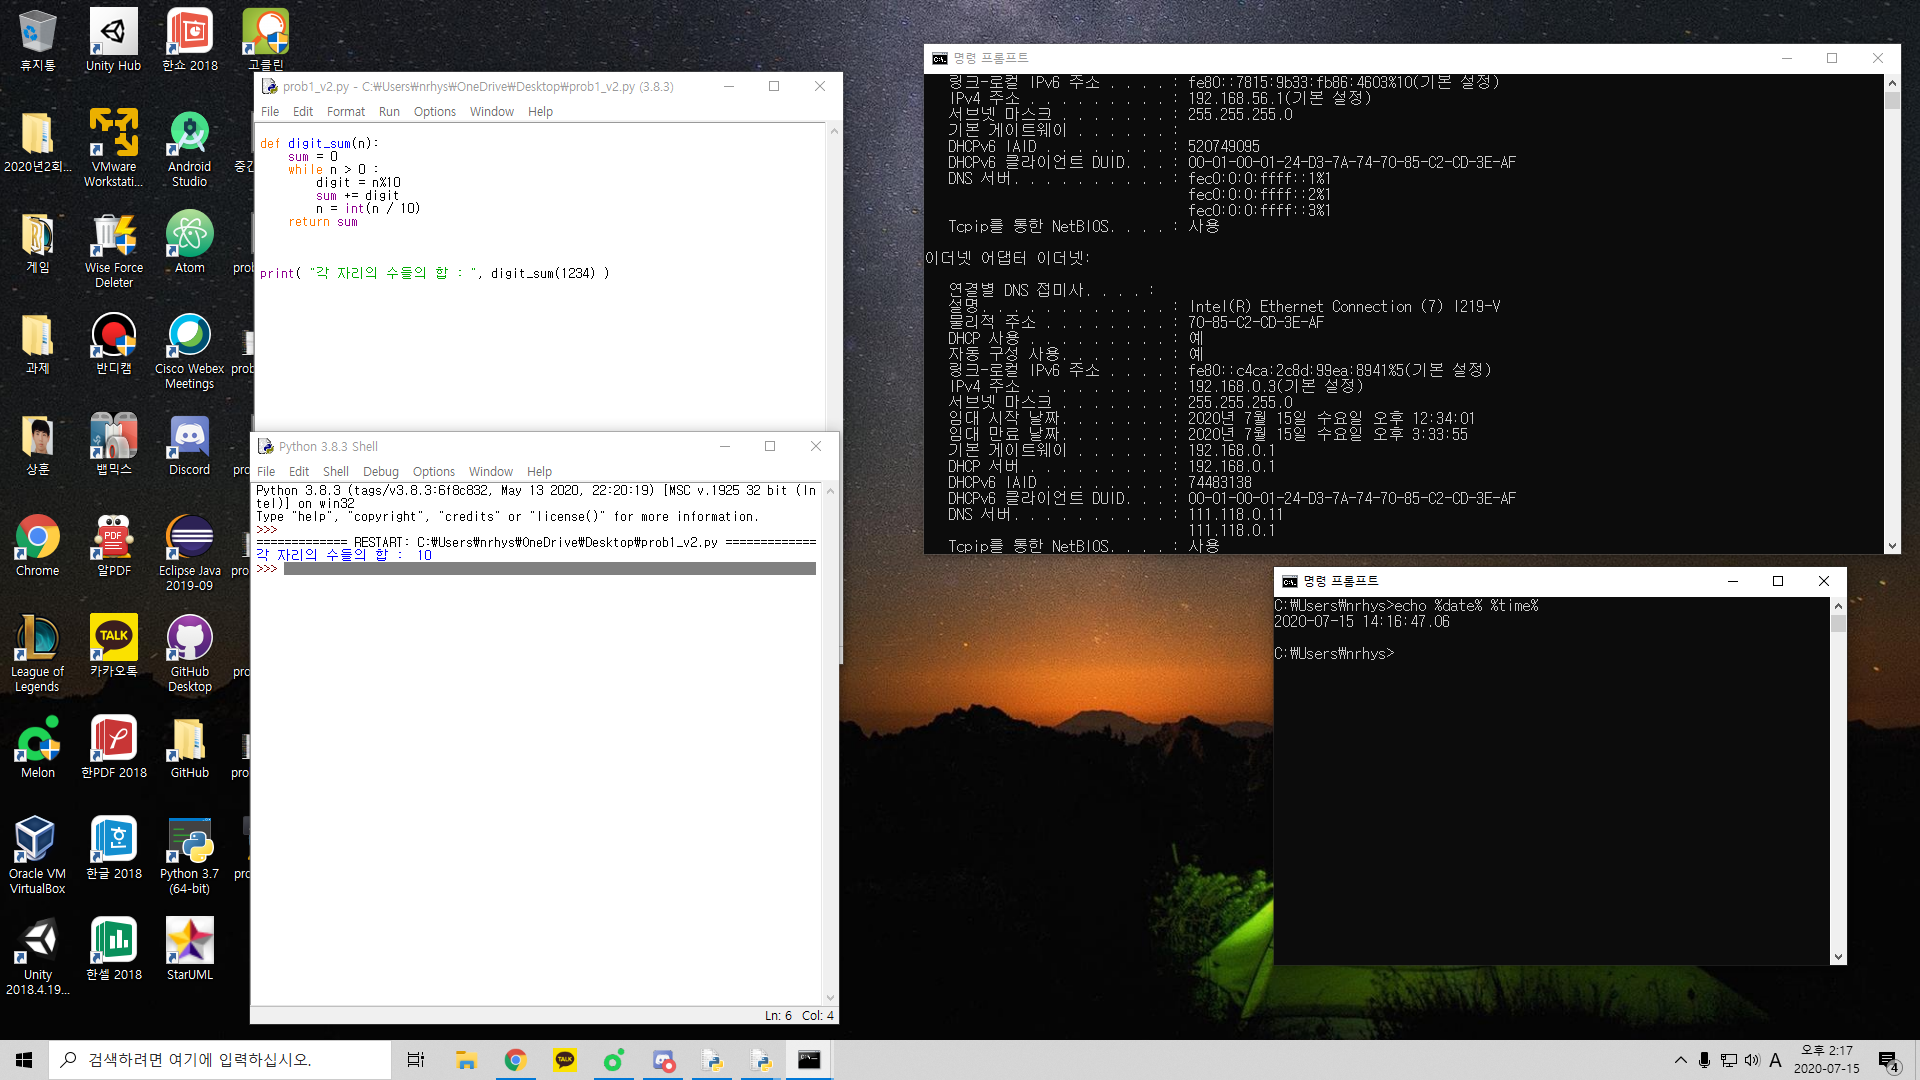 휴지통
Unity Hub
한쇼 2018
고클린
2020년2회...
VMware
Workstati...
Android
Studio
중간
게임
Wise Force
Deleter
Atom
prob
과제
반디캠
Cisco Webex
Meetings
prob
상훈
뱁믹스
Discord
pro
Chrome
알PDF
Eclipse Java
2019-09
pro
League of
Legends
카카오톡
GitHub
Desktop
pro
Melon
한PDF 2018
GitHub
pro
Oracle VM
VirtualBox
한글 2018
Python 3.7
(64-bit)
pro
Unity
2018.4.19...
한셀 2018
StarUML
prob1_v2.py - C:₩Users₩nrhys₩OneDrive₩Desktop₩prob1_v2.py (3.8.3)
File Edit Format Run Options Window Help
def digit_sum(n):
    sum = 0
    while n > 0 :
        digit = n%10
        sum += digit
        n = int(n / 10)
    return sum
print( "각 자리의 수들의 합 : ", digit_sum(1234) )
Python 3.8.3 Shell
File Edit Shell Debug Options Window Help
Python 3.8.3 (tags/v3.8.3:6f8c832, May 13 2020, 22:20:19) [MSC v.1925 32 bit (In
tel)] on win32
Type "help", "copyright", "credits" or "license()" for more information.
>>>
============= RESTART: C:₩Users₩nrhys₩OneDrive₩Desktop₩prob1_v2.py =============
각 자리의 수들의 합 :  10
>>>
Ln: 6 Col: 4
명령 프롬프트
링크-로컬 IPv6 주소 . . . . : fe80::7815:9b33:fb86:4603%10(기본 설정)
IPv4 주소 . . . . . . . . . : 192.168.56.1(기본 설정)
서브넷 마스크 . . . . . . . : 255.255.255.0
기본 게이트웨이 . . . . . . :
DHCPv6 IAID . . . . . . . . : 520749095
DHCPv6 클라이언트 DUID. . . : 00-01-00-01-24-D3-7A-74-70-85-C2-CD-3E-AF
DNS 서버. . . . . . . . . . : fec0:0:0:ffff::1%1
fec0:0:0:ffff::2%1
fec0:0:0:ffff::3%1
Tcpip를 통한 NetBIOS. . . . : 사용
이더넷 어댑터 이더넷:
연결별 DNS 접미사. . . . :
설명. . . . . . . . . . . . : Intel(R) Ethernet Connection (7) I219-V
물리적 주소 . . . . . . . . : 70-85-C2-CD-3E-AF
DHCP 사용 . . . . . . . . . : 예
자동 구성 사용. . . . . . . : 예
링크-로컬 IPv6 주소 . . . . : fe80::c4ca:2c8d:99ea:8941%5(기본 설정)
IPv4 주소 . . . . . . . . . : 192.168.0.3(기본 설정)
서브넷 마스크 . . . . . . . : 255.255.255.0
임대 시작 날짜. . . . . . . : 2020년 7월 15일 수요일 오후 12:34:01
임대 만료 날짜. . . . . . . : 2020년 7월 15일 수요일 오후 3:33:55
기본 게이트웨이 . . . . . . : 192.168.0.1
DHCP 서버 . . . . . . . . . : 192.168.0.1
DHCPv6 IAID . . . . . . . . : 74483138
DHCPv6 클라이언트 DUID. . . : 00-01-00-01-24-D3-7A-74-70-85-C2-CD-3E-AF
DNS 서버. . . . . . . . . . : 111.118.0.11
111.118.0.1
Tcpip를 통한 NetBIOS. . . . : 사용
명령 프롬프트
C:₩Users₩nrhys>echo %date% %time%
2020-07-15 14:16:47.06
C:₩Users₩nrhys>
검색하려면 여기에 입력하십시오.
A
오후 2:17
2020-07-15
4